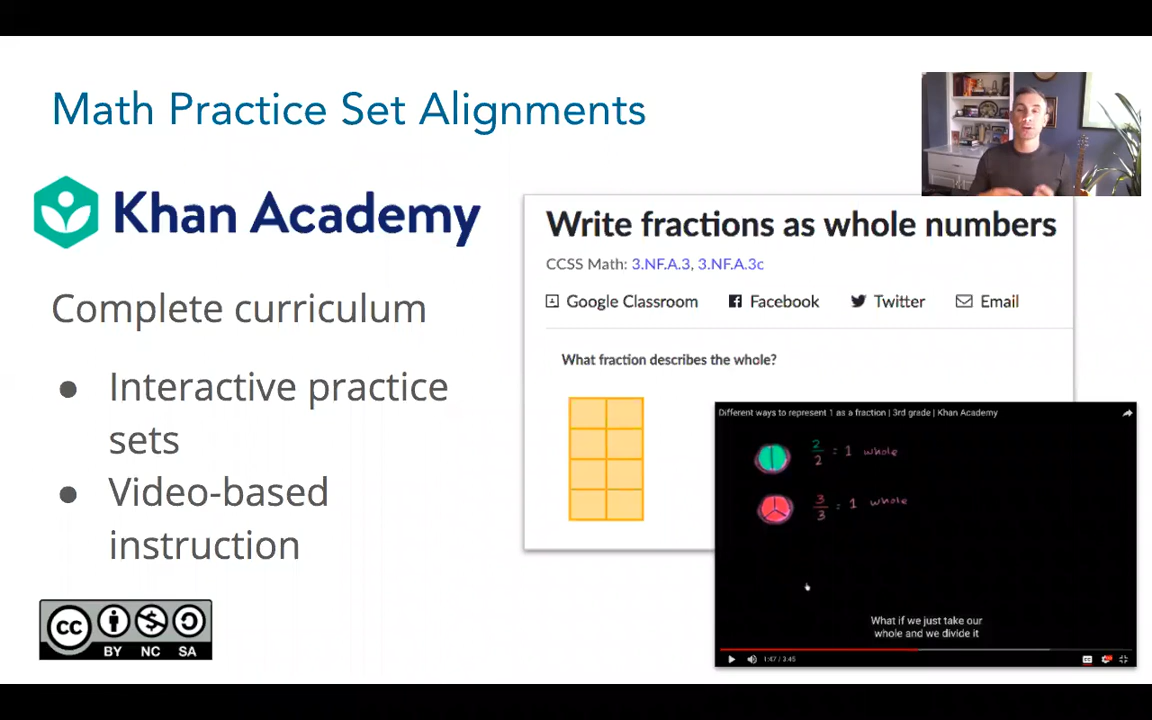 Math Practice Set Alignments
Khan Academy
Complete curriculum
● Interactive practice
sets
● Video-based
instruction
CC BY NC SA
Write fractions as whole numbers
CCSS Math: 3.NF.A.3, 3.NF.A.3c
Google Classroom Facebook Twitter Email
What fraction describes the whole?
Different ways to represent 1 as a fraction | 3rd grade | Khan Academy
2/2 = 1 whole
3/3 = 1 whole
What if we just take our
whole and we divide it
1:47 / 3:45